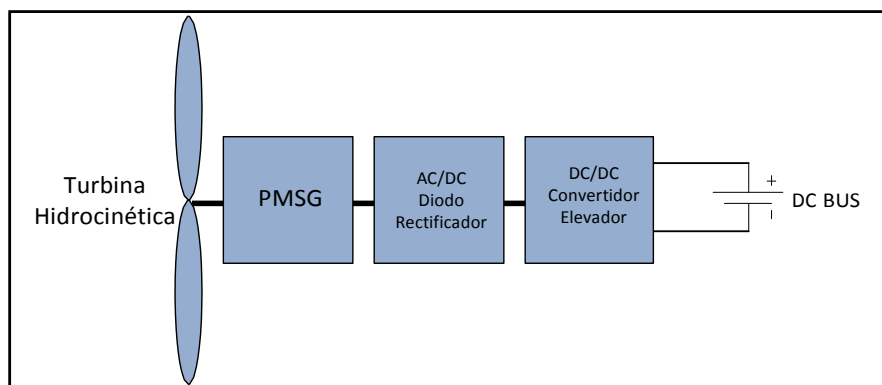 Turbina
Hidrocinética
PMSG
AC/DC
Diodo
Rectificador
DC/DC
Convertidor
Elevador
+
–
DC BUS